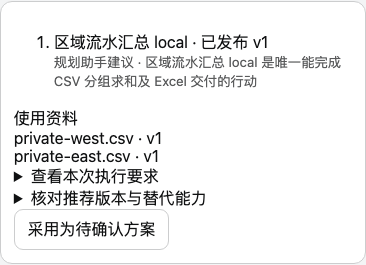 1. 区域流水汇总 local · 已发布 v1
规划助手建议 · 区域流水汇总 local 是唯一能完成
CSV 分组求和及 Excel 交付的行动
使用资料
private-west.csv · v1
private-east.csv · v1
▶ 查看本次执行要求
▶ 核对推荐版本与替代能力
采用为待确认方案